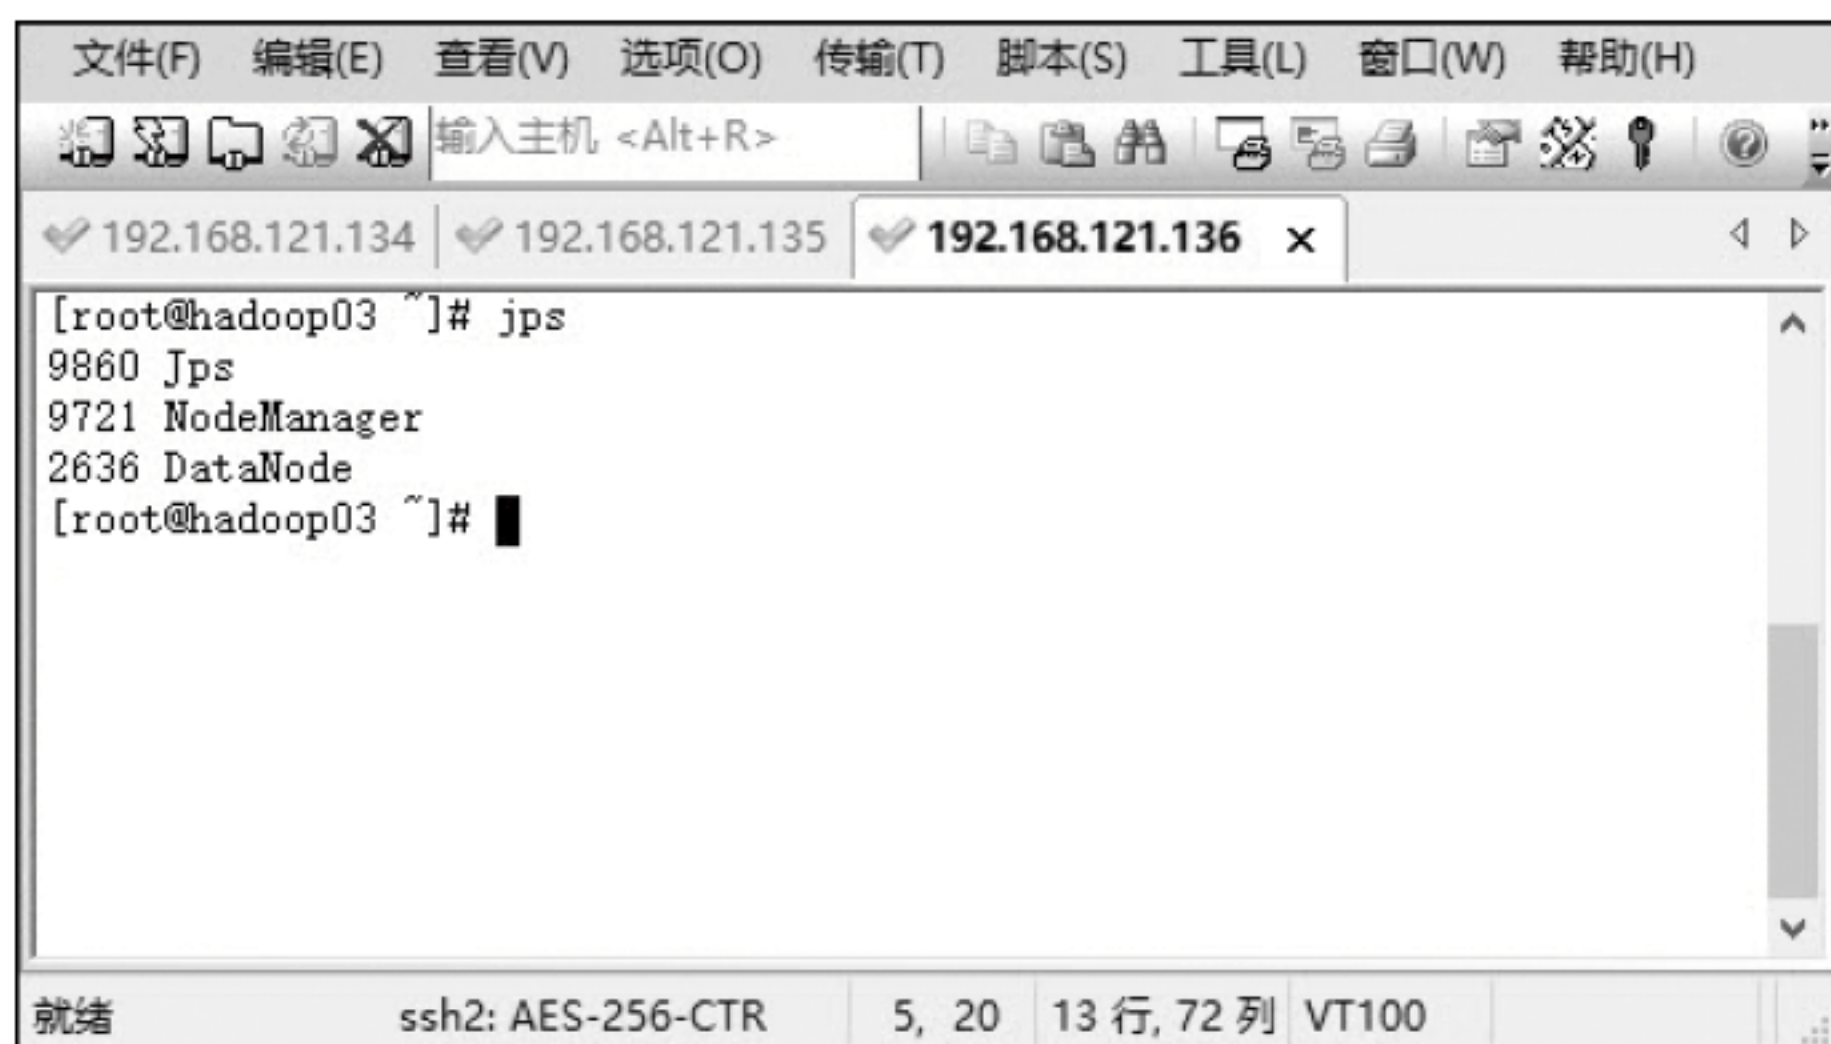 文件(F) 编辑(E) 查看(V) 选项(O) 传输(T) 脚本(S) 工具(L) 窗口(W) 帮助(H)
输入主机 <Alt+R>
192.168.121.134 192.168.121.135 192.168.121.136 ×
[root@hadoop03 ~]# jps
9860 Jps
9721 NodeManager
2636 DataNode
[root@hadoop03 ~]#
就绪 ssh2: AES-256-CTR 5, 20 13 行, 72 列 VT100